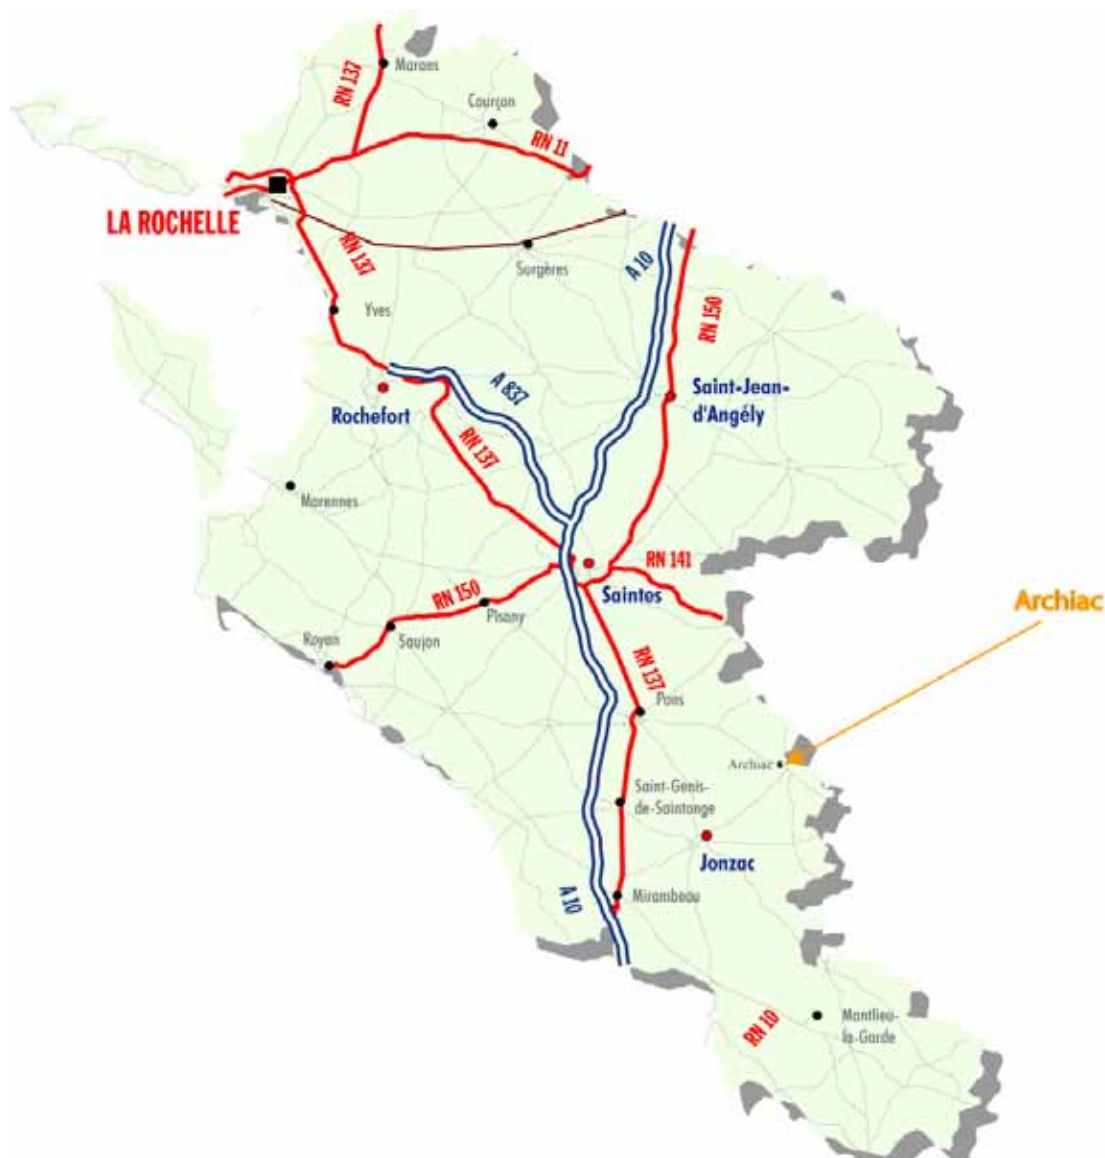 RN 137
Marans
Courçon
RN 11
LA ROCHELLE
RN 137
Surgères
A 10
Yves
RN 150
A 837
Saint-Jean-
d'Angély
Rochefort
RN 137
Marennes
RN 141
RN 150
Saintes
Archiac
Pisany
Saujon
Royan
RN 137
Pons
Archiac
Saint-Genis-
de-Saintonge
Jonzac
A 10
Mirambeau
RN 10
Montlieu-
la-Garde